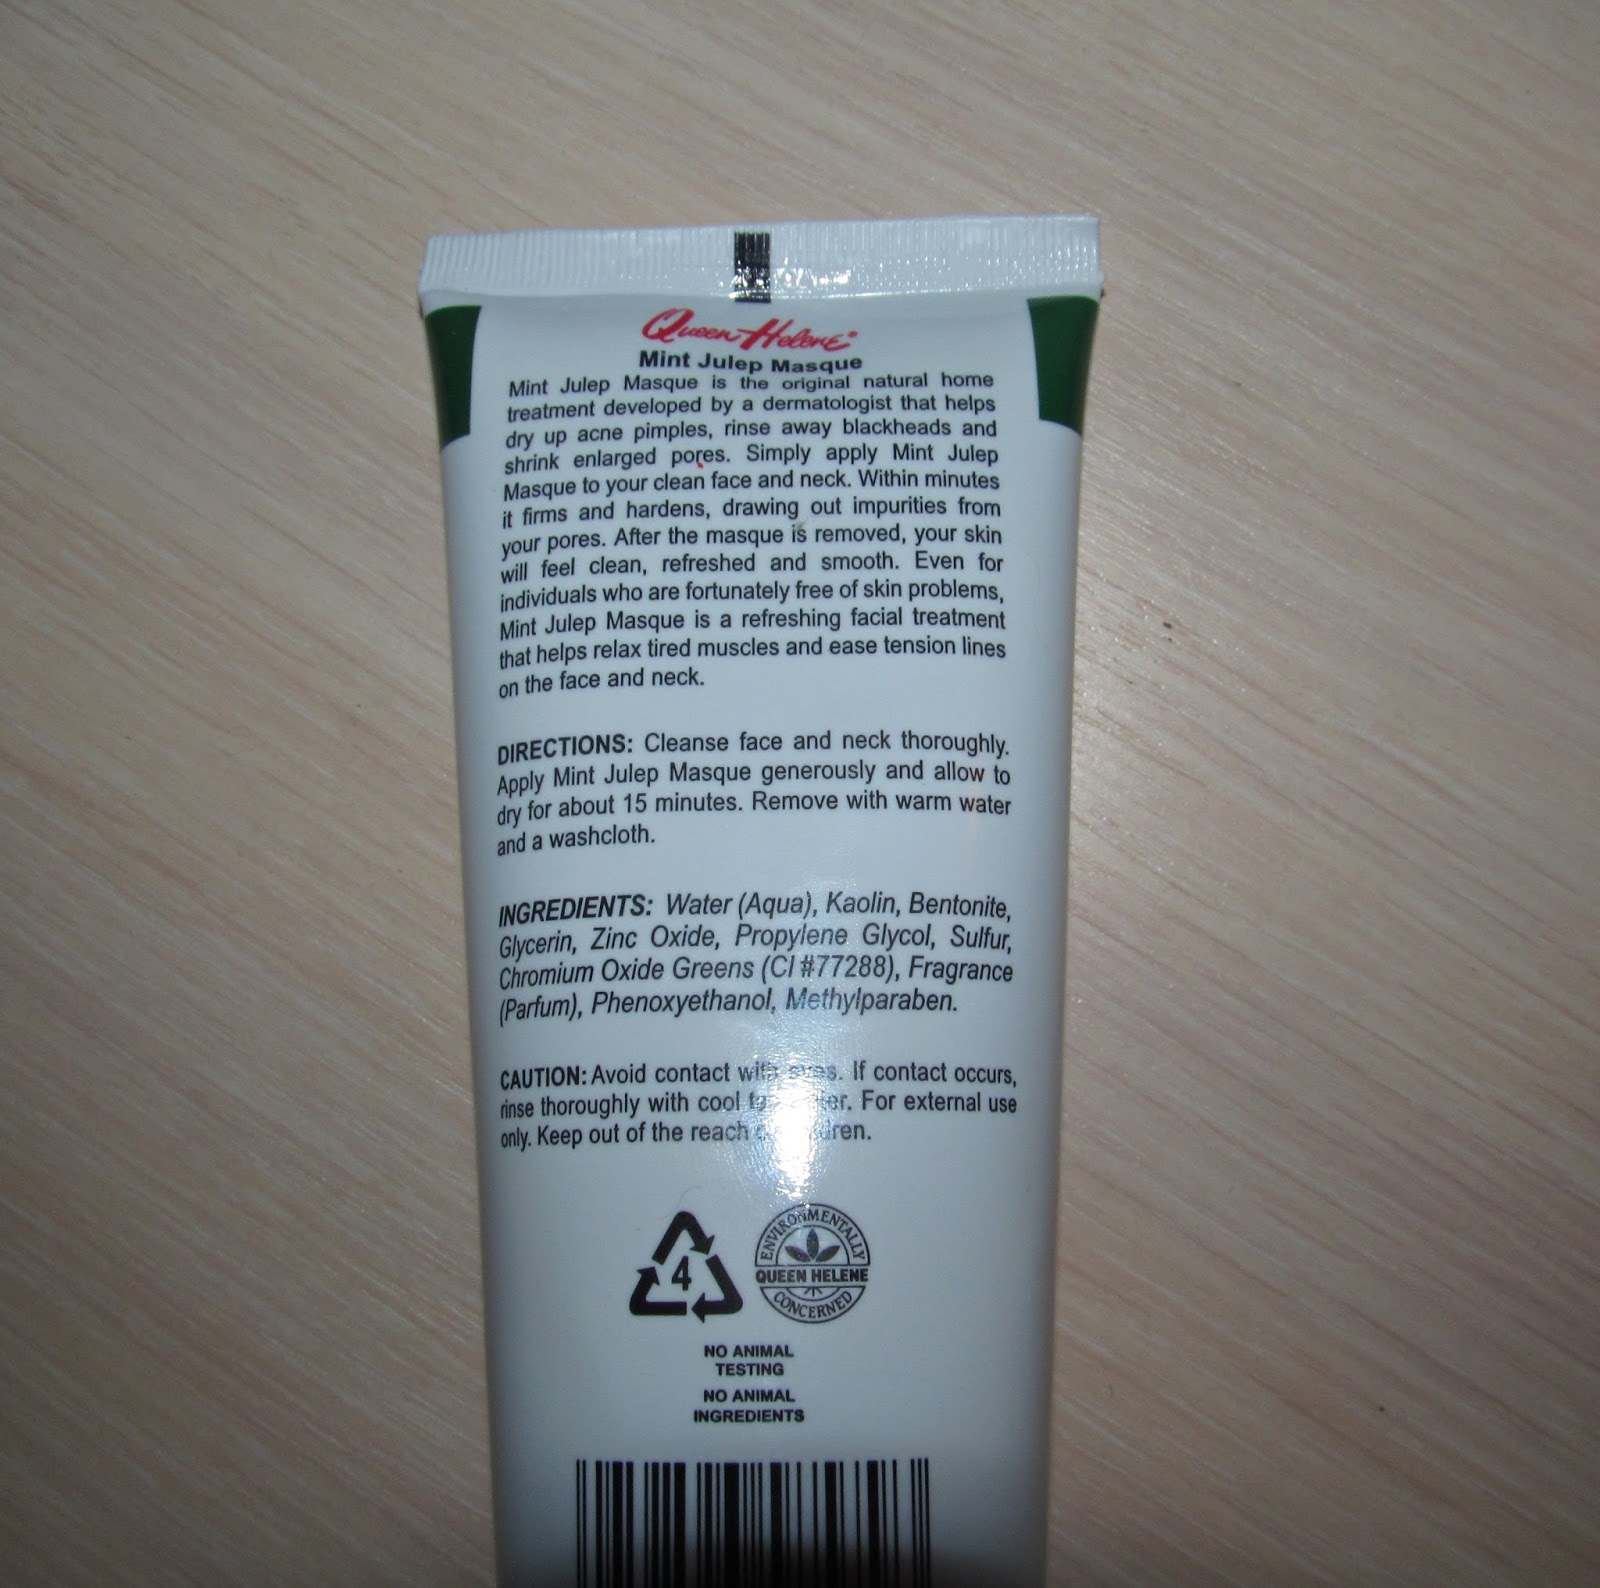 Queen Helene®
Mint Julep Masque
Mint Julep Masque is the original natural home
treatment developed by a dermatologist that helps
dry up acne pimples, rinse away blackheads and
shrink enlarged pores. Simply apply Mint Julep
Masque to your clean face and neck. Within minutes
it firms and hardens, drawing out impurities from
your pores. After the masque is removed, your skin
will feel clean, refreshed and smooth. Even for
individuals who are fortunately free of skin problems,
Mint Julep Masque is a refreshing facial treatment
that helps relax tired muscles and ease tension lines
on the face and neck.
DIRECTIONS: Cleanse face and neck thoroughly.
Apply Mint Julep Masque generously and allow to
dry for about 15 minutes. Remove with warm water
and a washcloth.
INGREDIENTS: Water (Aqua), Kaolin, Bentonite,
Glycerin, Zinc Oxide, Propylene Glycol, Sulfur,
Chromium Oxide Greens (CI #77288), Fragrance
(Parfum), Phenoxyethanol, Methylparaben.
CAUTION: Avoid contact with eyes. If contact occurs,
rinse thoroughly with cool For external use
only. Keep out of the reach
4
ENVIRONMENTALLY
QUEEN HELENE
CONCERNED
NO ANIMAL
TESTING
NO ANIMAL
INGREDIENTS